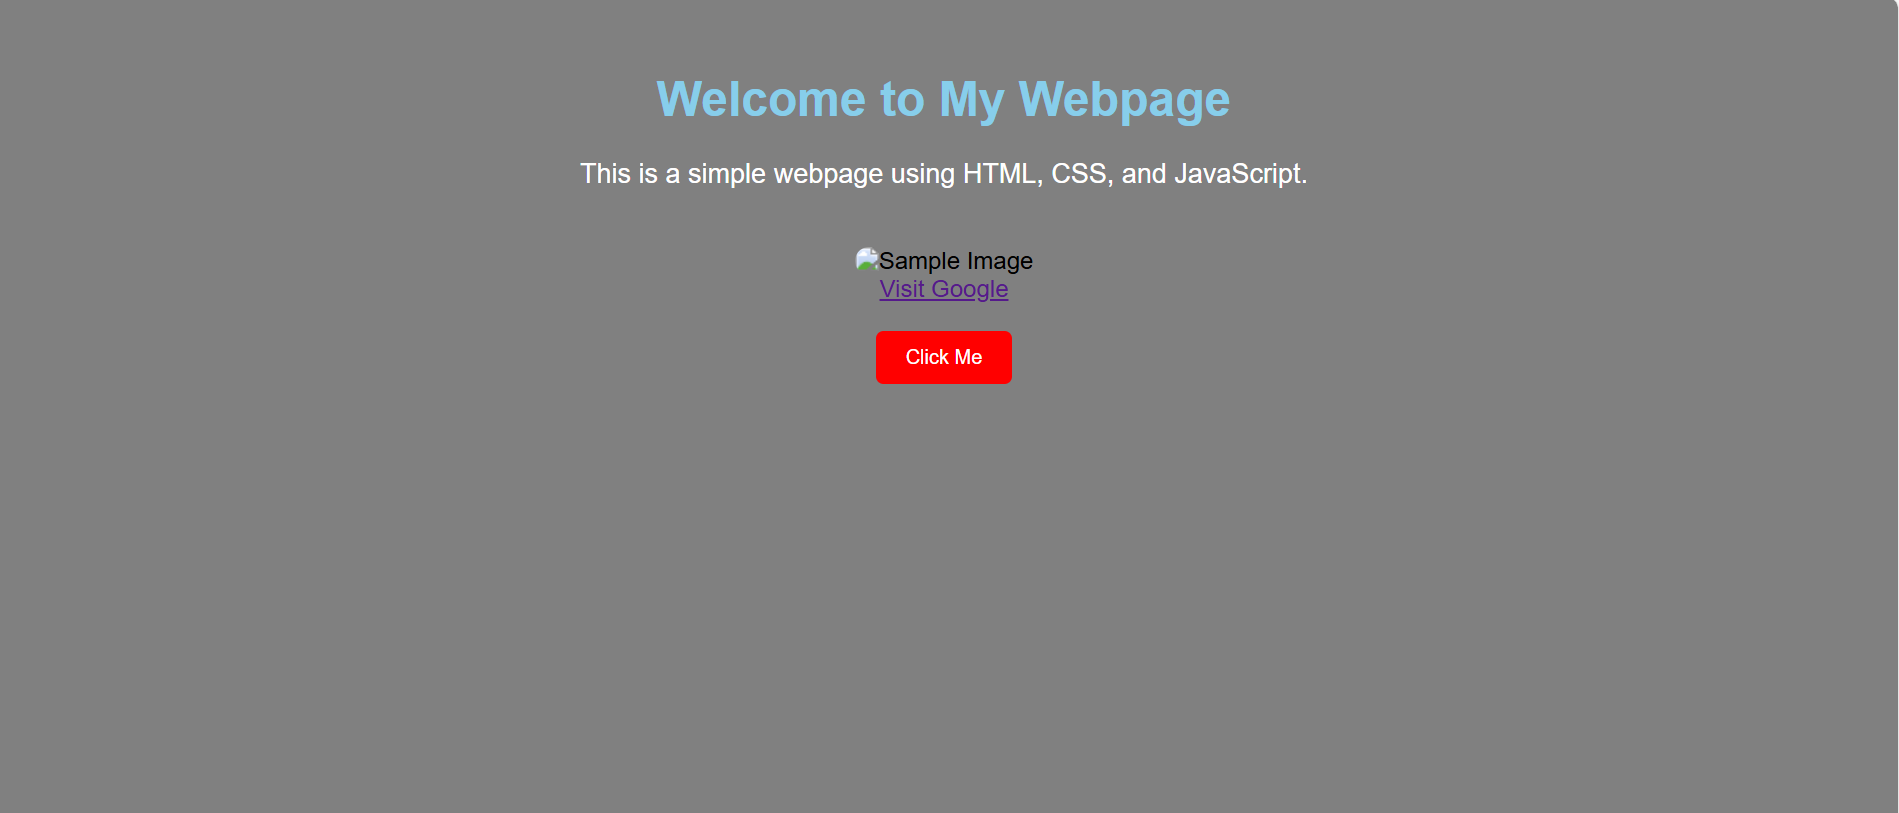 Welcome to My Webpage
This is a simple webpage using HTML, CSS, and JavaScript.
Sample Image
Visit Google
Click Me